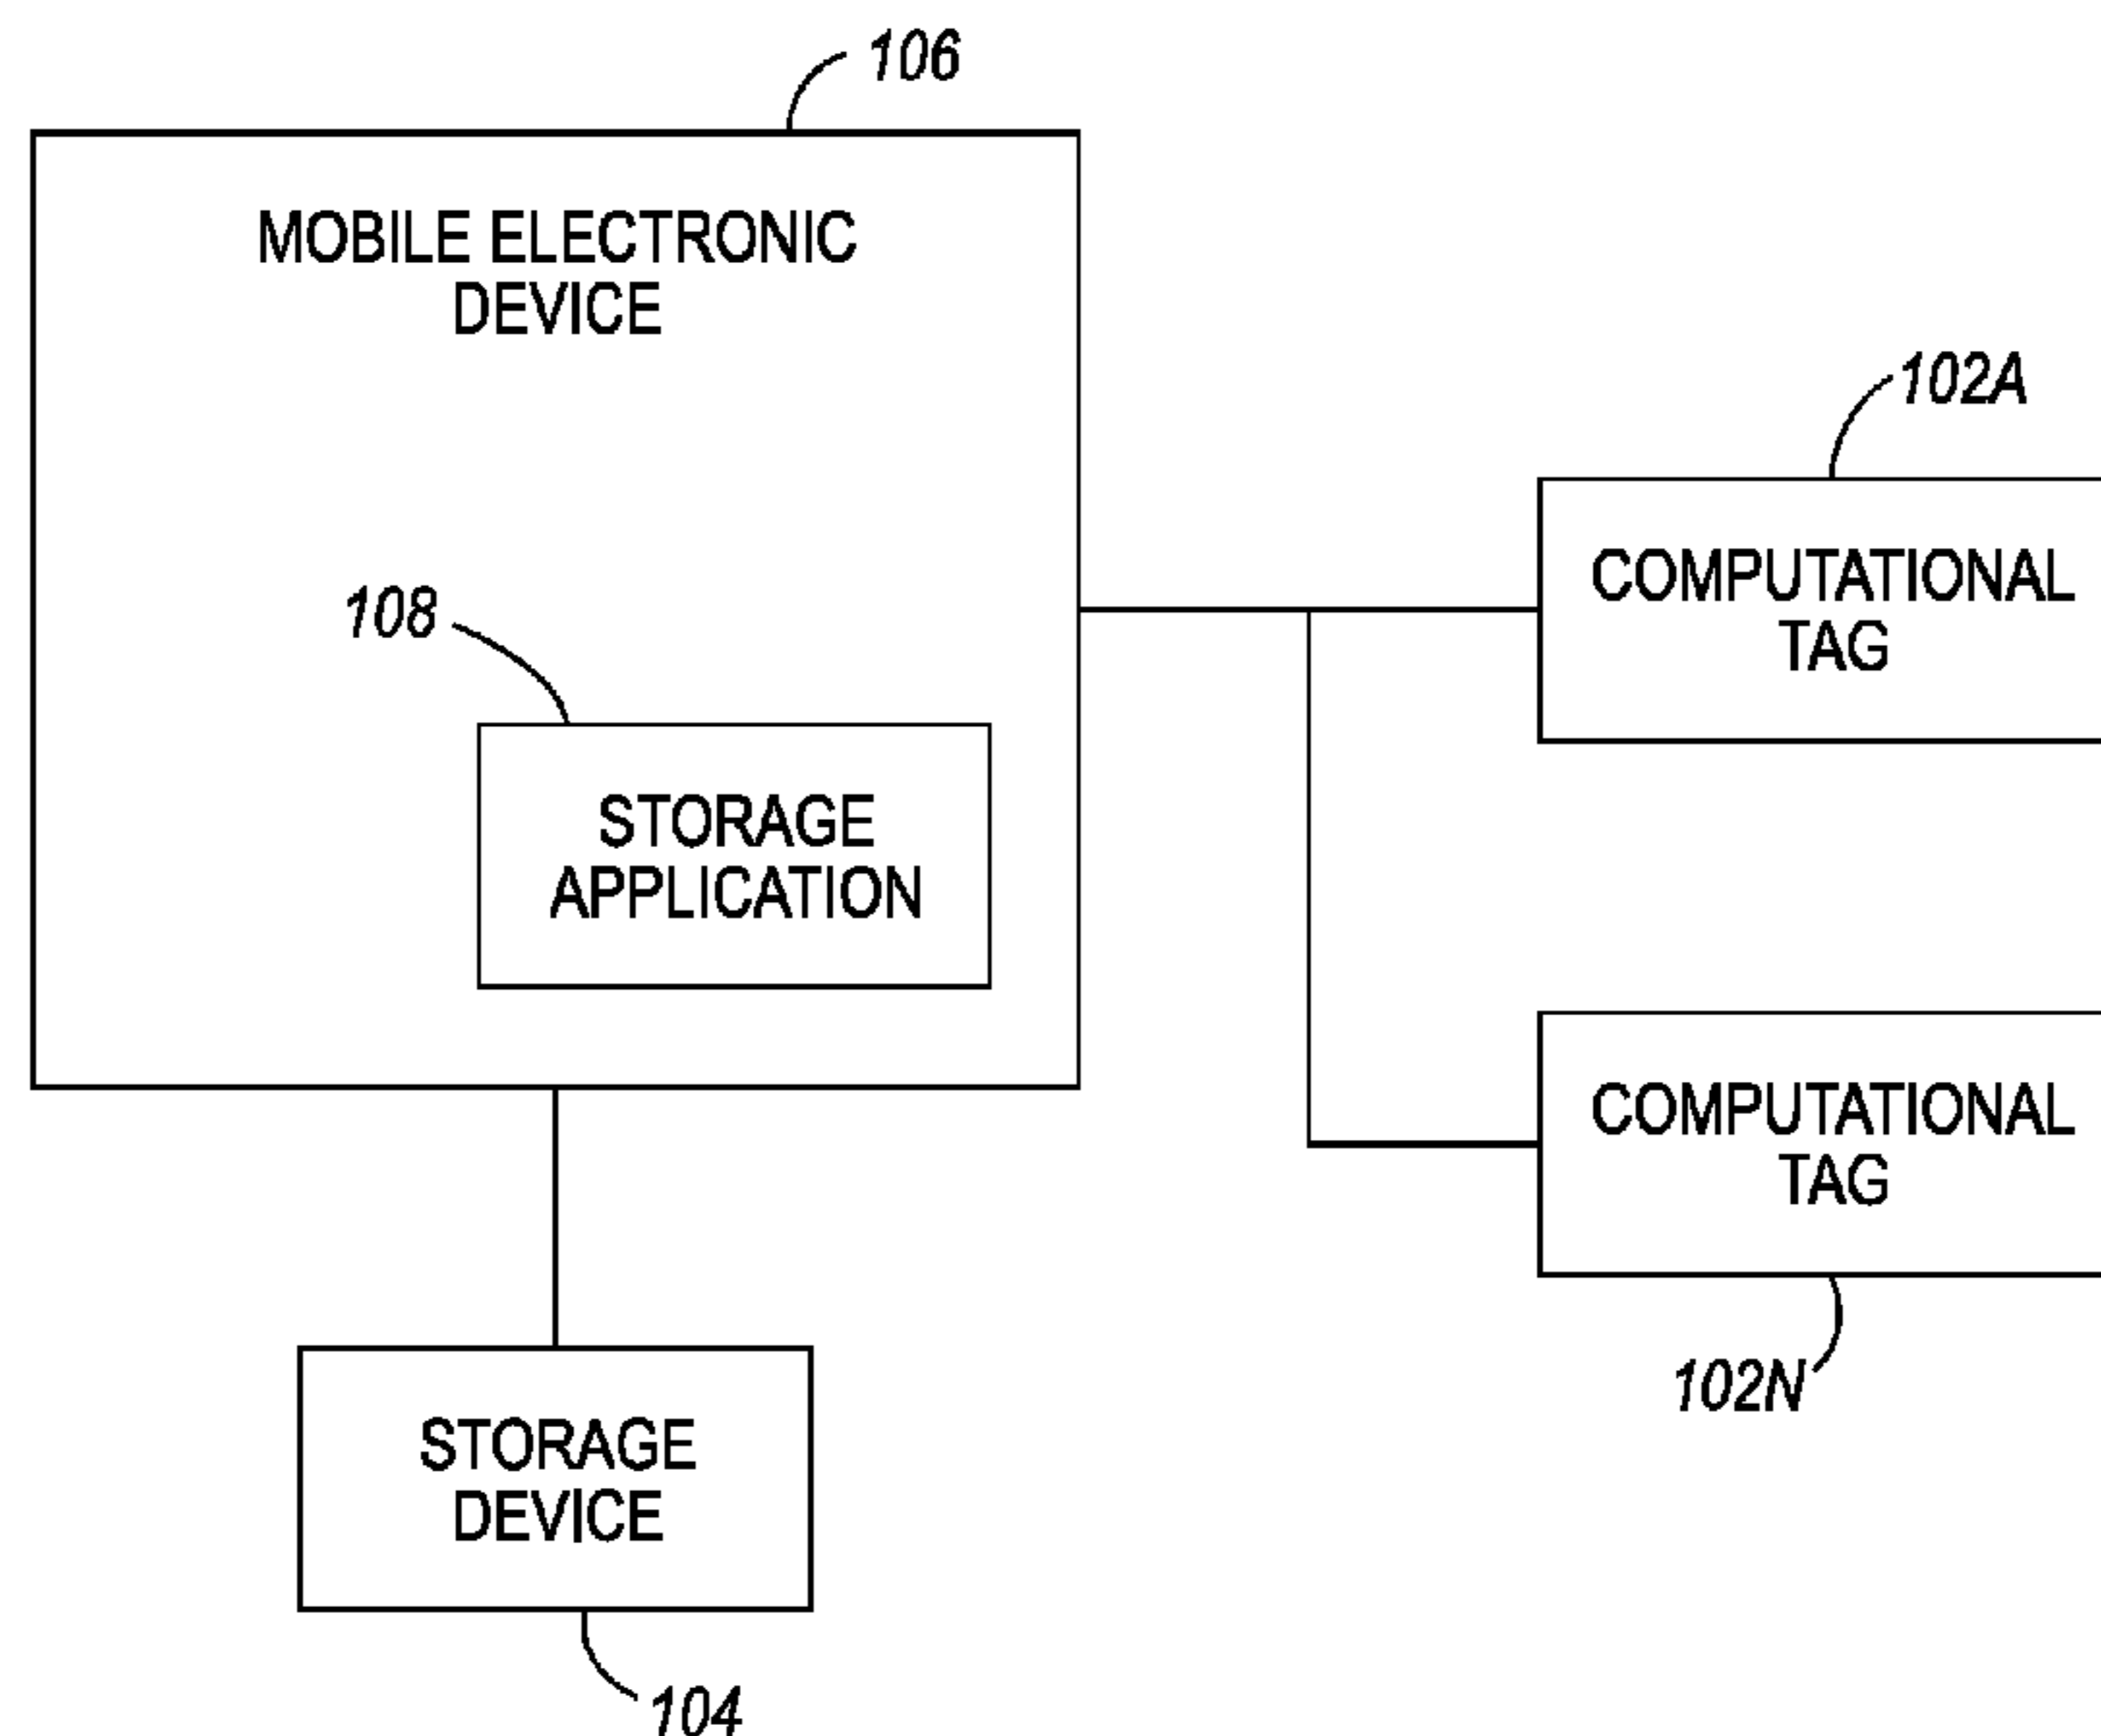 106
MOBILE ELECTRONIC
DEVICE
102A
COMPUTATIONAL
TAG
108
STORAGE
APPLICATION
COMPUTATIONAL
TAG
102N
STORAGE
DEVICE
104